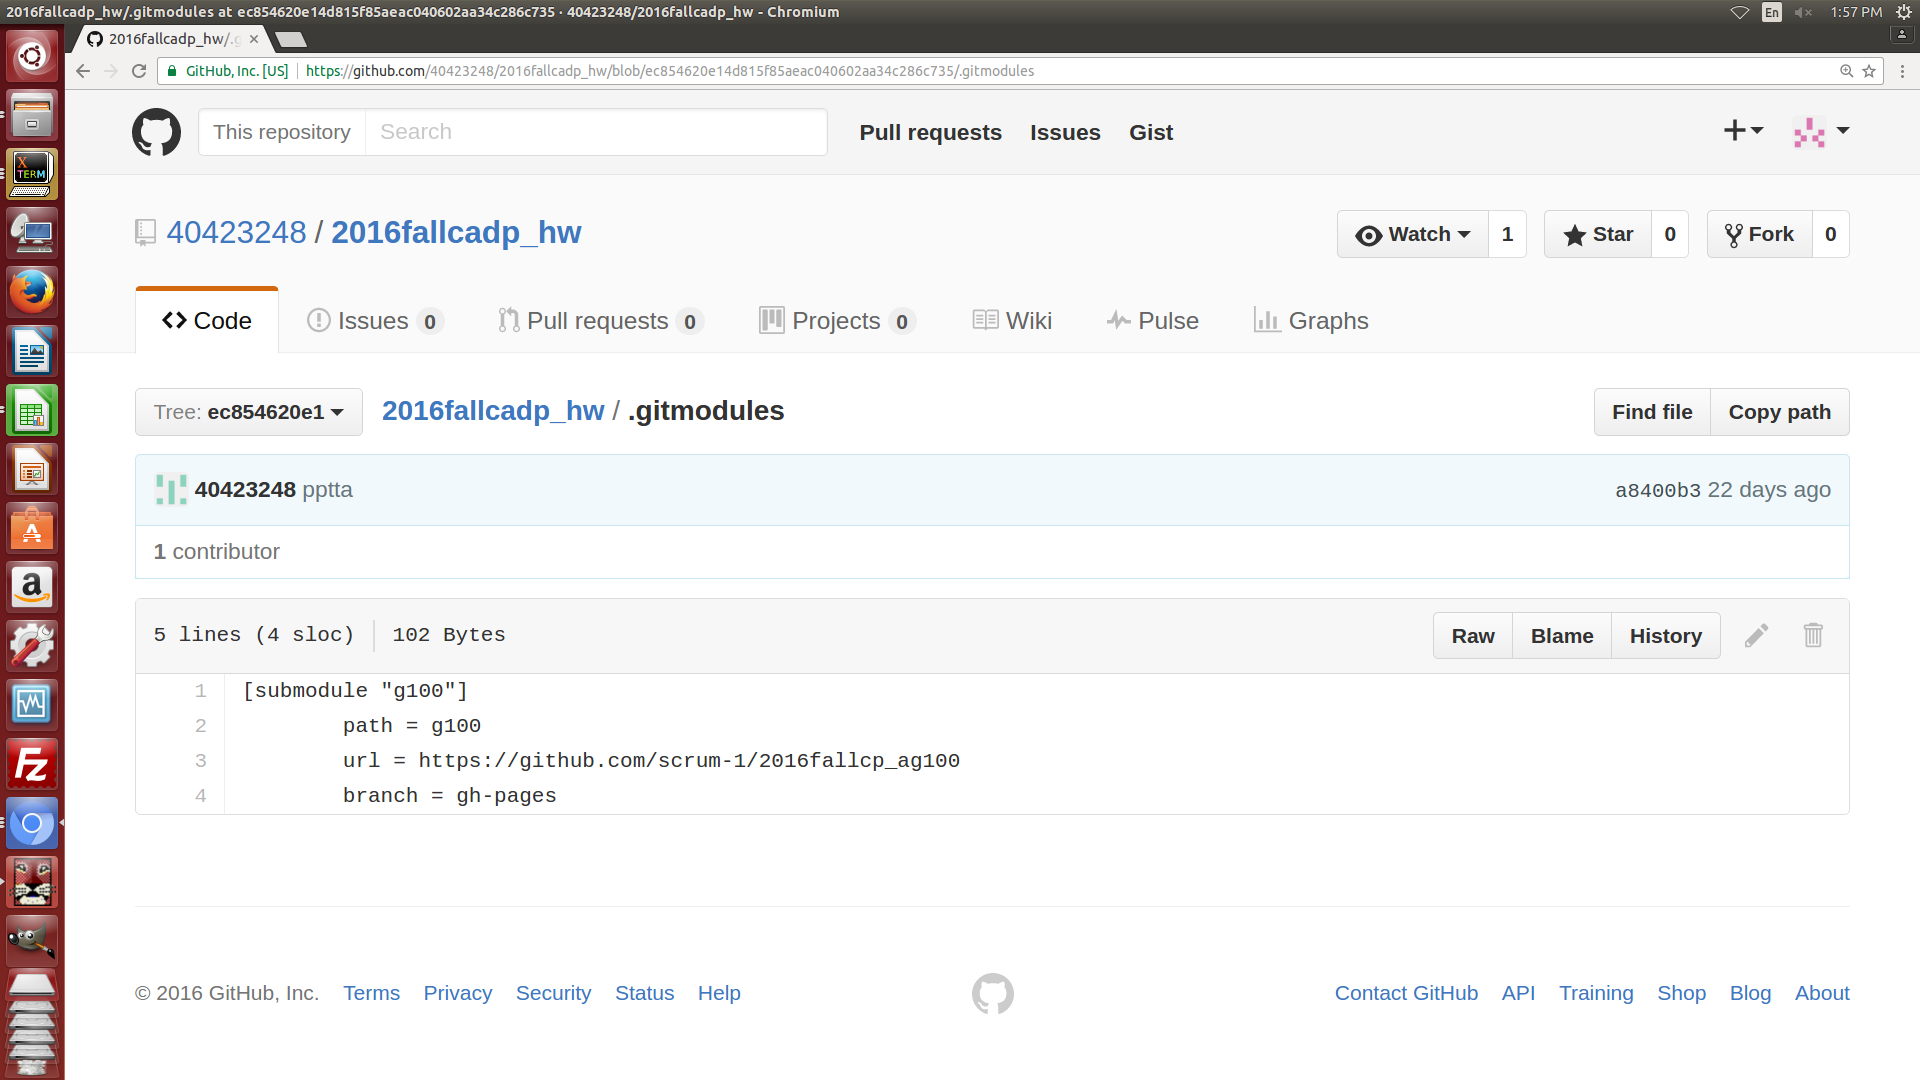 2016fallcadp_hw/.gitmodules at ec854620e14d815f85aeac040602aa34c286c735 · 40423248/2016fallcadp_hw - Chromium
En 1:57 PM
2016fallcadp_hw/.g
GitHub, Inc. [US] https://github.com/40423248/2016fallcadp_hw/blob/ec854620e14d815f85aeac040602aa34c286c735/.gitmodules
This repository Search Pull requests Issues Gist
40423248 / 2016fallcadp_hw Watch 1 Star 0 Fork 0
Code Issues 0 Pull requests 0 Projects 0 Wiki Pulse Graphs
Tree: ec854620e1 2016fallcadp_hw / .gitmodules Find file Copy path
40423248 pptta a8400b3 22 days ago
1 contributor
5 lines (4 sloc) 102 Bytes Raw Blame History
1 [submodule "g100"]
2 path = g100
3 url = https://github.com/scrum-1/2016fallcp_ag100
4 branch = gh-pages
© 2016 GitHub, Inc. Terms Privacy Security Status Help Contact GitHub API Training Shop Blog About
X
TERM
A
a
Fz